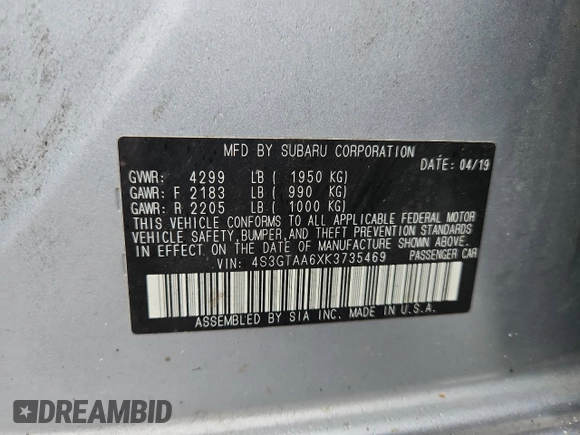 MFD BY SUBARU CORPORATION
DATE: 04/19
GVWR: 4299 LB ( 1950 KG)
GAWR: F 2183 LB ( 990 KG)
GAWR: R 2205 LB ( 1000 KG)
THIS VEHICLE CONFORMS TO ALL APPLICABLE FEDERAL MOTOR
VEHICLE SAFETY, BUMPER, AND THEFT PREVENTION STANDARDS
IN EFFECT ON THE DATE OF MANUFACTURE SHOWN ABOVE.
VIN: 4S3GTAA6XK3735469 PASSENGER CAR
ASSEMBLED BY SIA INC. MADE IN U.S.A.
DREAMBID